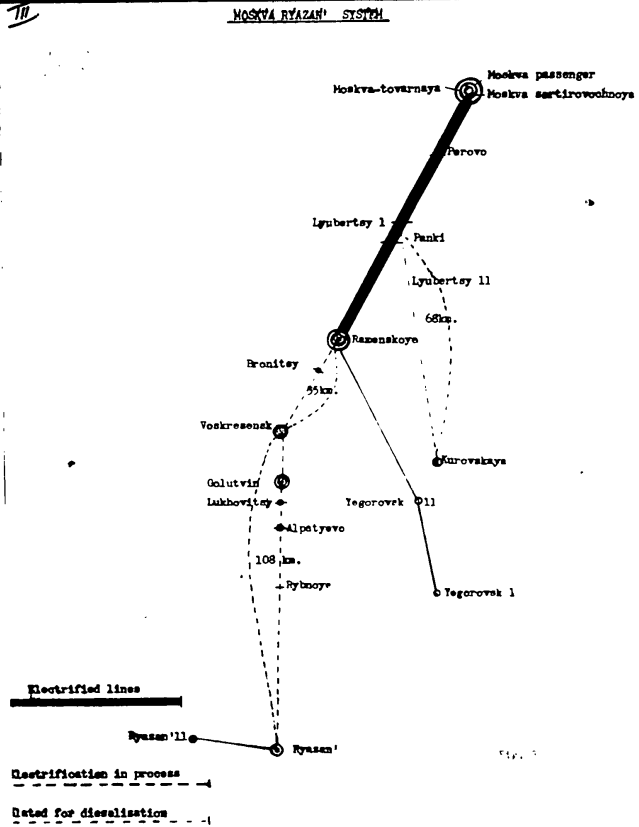 III
MOSKVA RYAZAN' SYSTEM
Moskva passenger
Moskva-tovarnaya
Moskva sortirovochnoya
Perovo
Lyubertsy 1
Panki
Lyubertsy 11
68km.
Ramenskoye
Bronitsy
55km.
Voskresensk
Kurovskaya
Golutvin
Lukhovitsy
Yegorovsk 11
Alpatyevo
108 km.
Rybnoye
Yegorovsk 1
Electrified lines
Ryazan'11
Ryazan'
Electrification in process
Slated for dieselisation